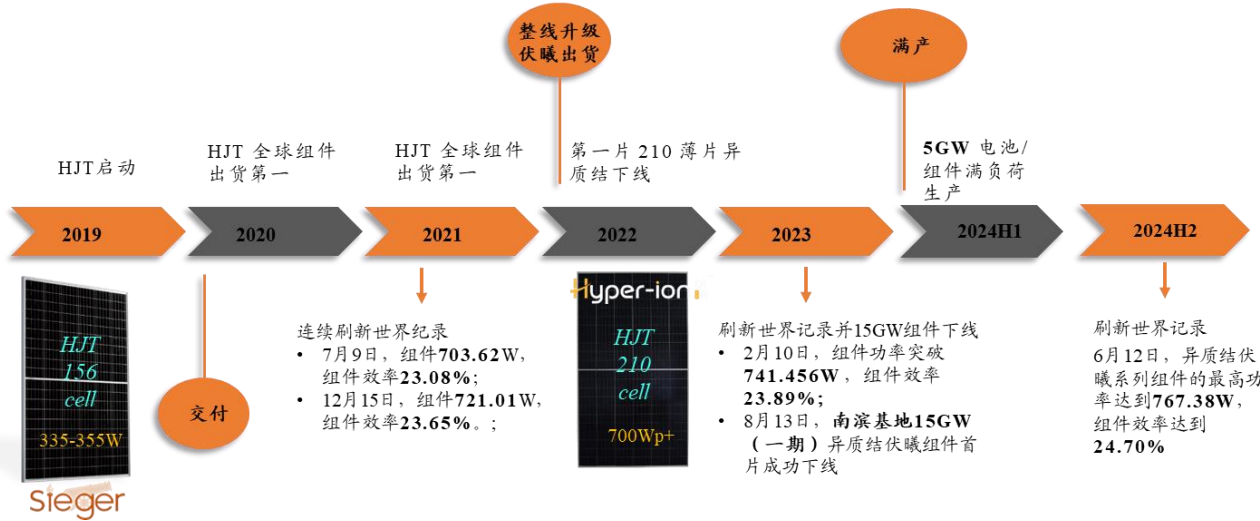 整线升级
伏曦出货
满产
HJT启动
HJT 全球组件
出货第一
HJT 全球组件
出货第一
第一片 210 薄片异
质结下线
5GW 电池/
组件满负荷
生产
2019
2020
2021
2022
2023
2024H1
2024H2
HJT
156
cell
335-355W
Sieger
交付
连续刷新世界纪录
• 7月9日，组件703.62W，
组件效率23.08%；
• 12月15日，组件721.01W，
组件效率23.65%。；
Hyper-ion
HJT
210
cell
700Wp+
刷新世界记录并15GW组件下线
• 2月10日，组件功率突破
741.456W，组件效率
23.89%；
• 8月13日，南滨基地15GW
（一期）异质结伏曦组件首
片成功下线
刷新世界记录
6月12日，异质结伏
曦系列组件的最高功
率达到767.38W，
组件效率达到
24.70%